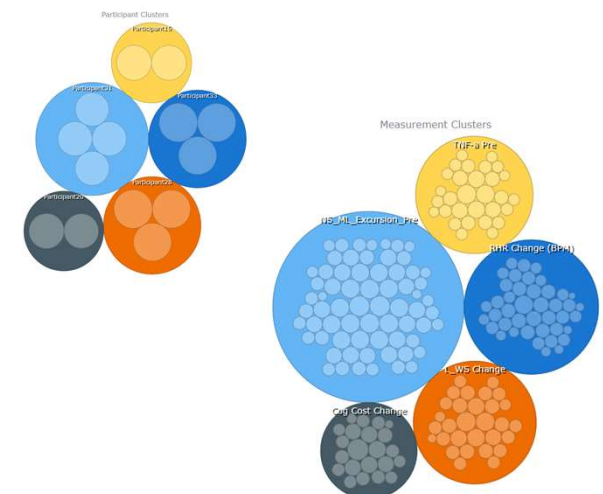 Participant Clusters
Participant15
Participant31
Participant33
Participant20
Participant28
Measurement Clusters
TNF-a Pre
NS_ML_Excursion_Pre
RHR Change (BPM)
L_WS Change
Cog Cost Change